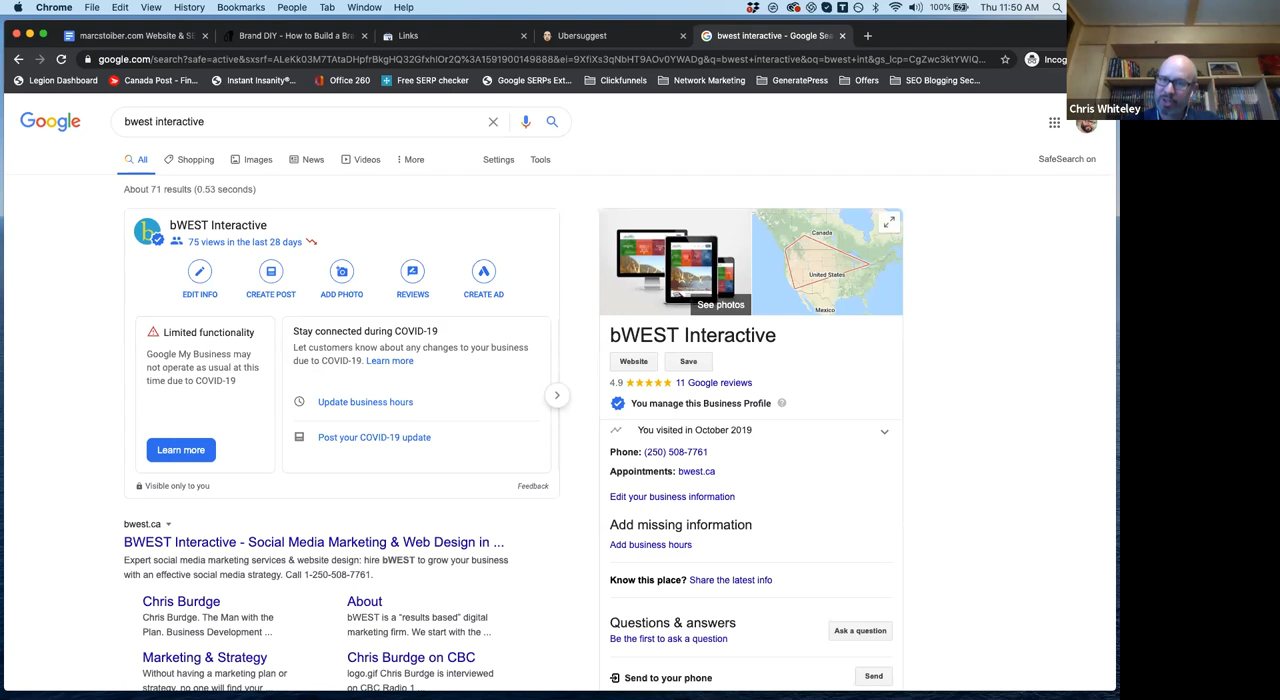 Chrome File Edit View History Bookmarks People Tab Window Help
100% Thu 11:50 AM
marcstoiber.com Website & SE
Brand DIY - How to Build a Bra
Links
Ubersuggest
bwest interactive - Google Sea
Incog
Legion Dashboard
Canada Post - Fin...
Instant Insanity®...
Office 260
Free SERP checker
Google SERPs Ext...
Clickfunnels
Network Marketing
GeneratePress
Offers
SEO Blogging Sec...
Chris Whiteley
Google
bwest interactive
All Shopping Images News Videos More Settings Tools
SafeSearch on
About 71 results (0.53 seconds)
bWEST Interactive
75 views in the last 28 days
EDIT INFO CREATE POST ADD PHOTO REVIEWS CREATE AD
Limited functionality
Google My Business may
not operate as usual at this
time due to COVID-19
Learn more
Stay connected during COVID-19
Let customers know about any changes to your business
due to COVID-19. Learn more
Update business hours
Post your COVID-19 update
Visible only to you
Feedback
bwest.ca
BWEST Interactive - Social Media Marketing & Web Design in ...
Expert social media marketing services & website design: hire bWEST to grow your business
with an effective social media strategy. Call 1-250-508-7761.
Chris Burdge
Chris Burdge. The Man with the
Plan. Business Development ...
About
bWEST is a “results based” digital
marketing firm. We start with the ...
Marketing & Strategy
Without having a marketing plan or
strategy, no one will find your
Chris Burdge on CBC
logo.gif Chris Burdge is interviewed
on CBC Radio 1...
See photos
Canada
United States
Mexico
bWEST Interactive
Website
Save
4.9 11 Google reviews
You manage this Business Profile
You visited in October 2019
Phone: (250) 508-7761
Appointments: bwest.ca
Edit your business information
Add missing information
Add business hours
Know this place? Share the latest info
Questions & answers
Be the first to ask a question
Ask a question
Send to your phone
Send